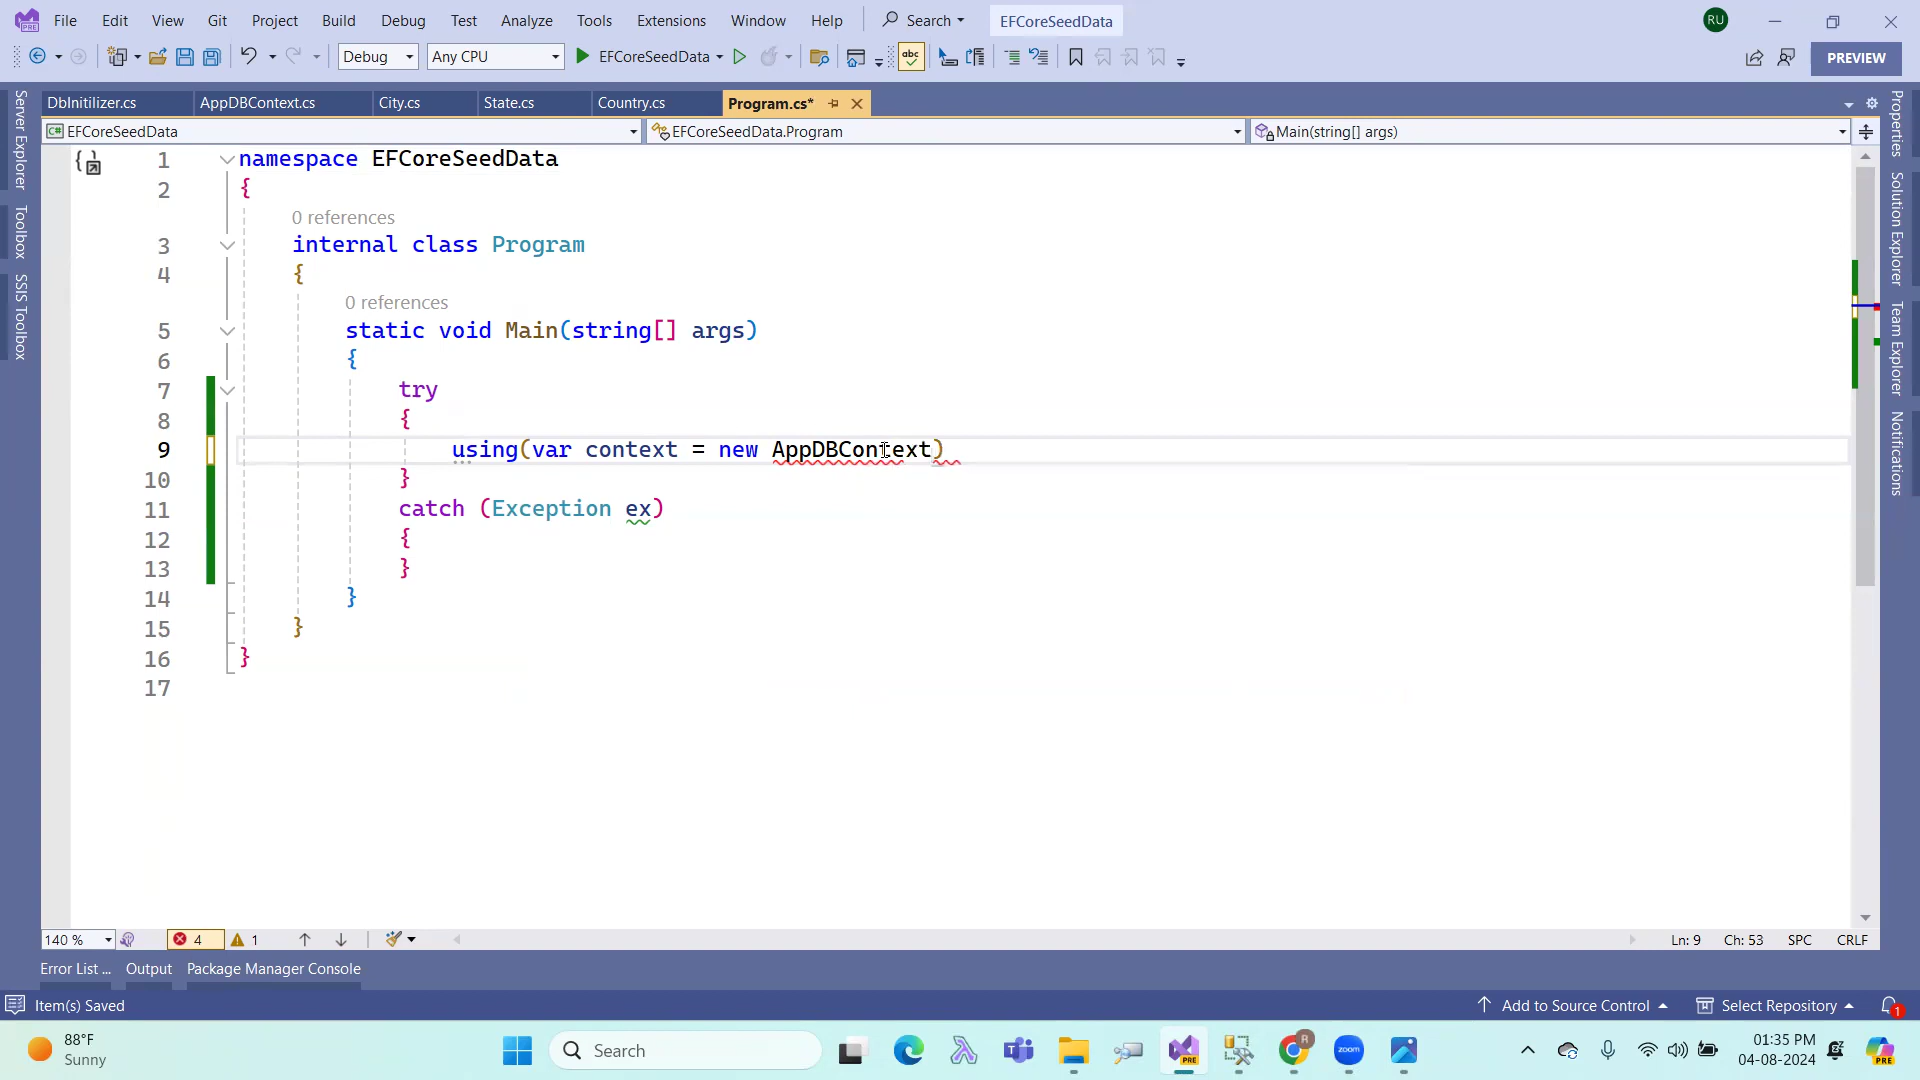 File Edit View Git Project Build Debug Test Analyze Tools Extensions Window Help Search EFCoreSeedData RU
Debug Any CPU EFCoreSeedData abc PREVIEW
DbInitilizer.cs AppDBContext.cs City.cs State.cs Country.cs Program.cs*
EFCoreSeedData EFCoreSeedData.Program Main(string[] args)
Server Explorer
Toolbox
SSIS Toolbox
1 namespace EFCoreSeedData
2 {
0 references
3 internal class Program
4 {
0 references
5 static void Main(string[] args)
6 {
7 try
8 {
9 using(var context = new AppDBContext)
10 }
11 catch (Exception ex)
12 {
13 }
14 }
15 }
16 }
17
Properties
Solution Explorer
Team Explorer
Notifications
140 % 4 1 Ln: 9 Ch: 53 SPC CRLF
Error List ... Output Package Manager Console
Item(s) Saved Add to Source Control Select Repository 1
88°F
Sunny
Search
PRE
R
zoom
01:35 PM
04-08-2024
PRE